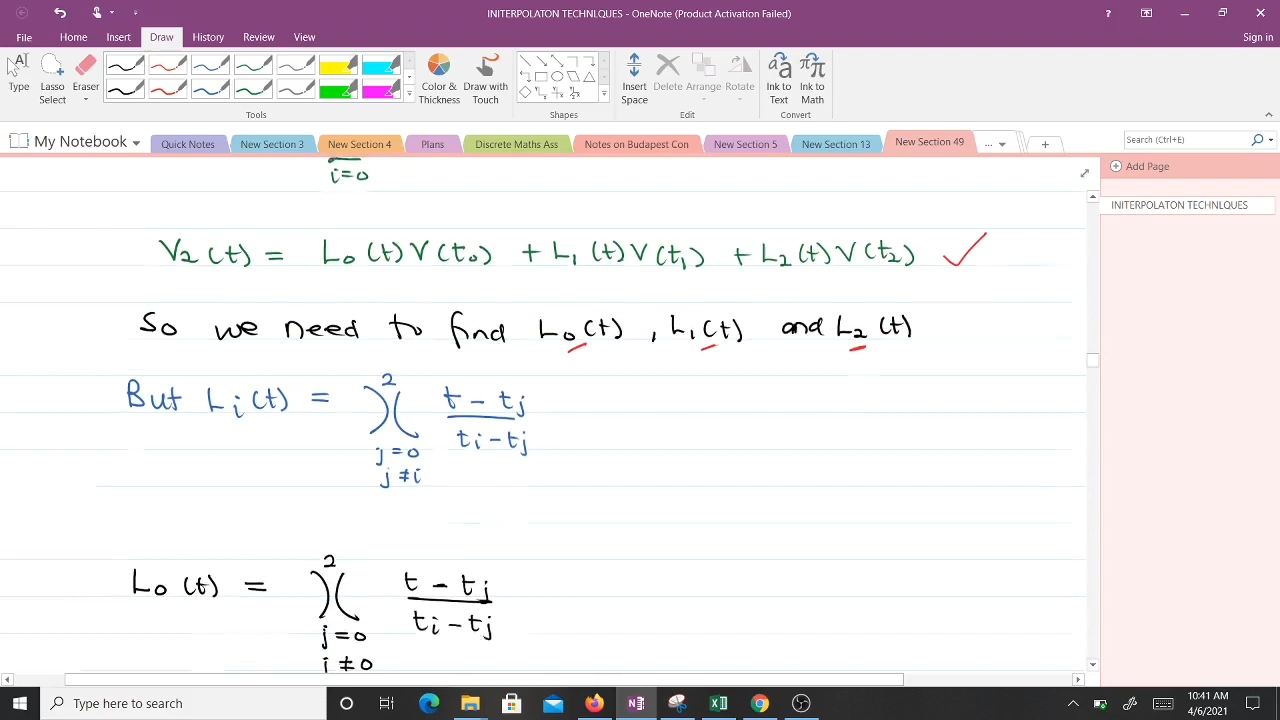 INITERPOLATON TECHNLQUES - OneNote (Product Activation Failed)
Sign in
File Home Insert Draw History Review View
Type
Lasso Select
Eraser
Color & Thickness
Draw with Touch
Insert Space
Delete
Arrange
Rotate
Ink to Text
Ink to Math
Tools
Shapes
Edit
Convert
My Notebook
Quick Notes
New Section 3
New Section 4
Plans
Discrete Maths Ass
Notes on Budapest Con
New Section 5
New Section 13
New Section 49
...
Search (Ctrl+E)
Add Page
INITERPOLATON TECHNLQUES
i=0
V₂(t) = L₀(t)V(t₀) + L₁(t)V(t₁) + L₂(t)V(t₂) ✓
So we need to find L₀(t), L₁(t) and L₂(t)
2
But Lᵢ(t) = )( t - tj
ti - tj
j=0
j≠i
2
L₀(t) = )( t - tj
ti - tj
j=0
i≠0
Type here to search
10:41 AM
4/6/2021